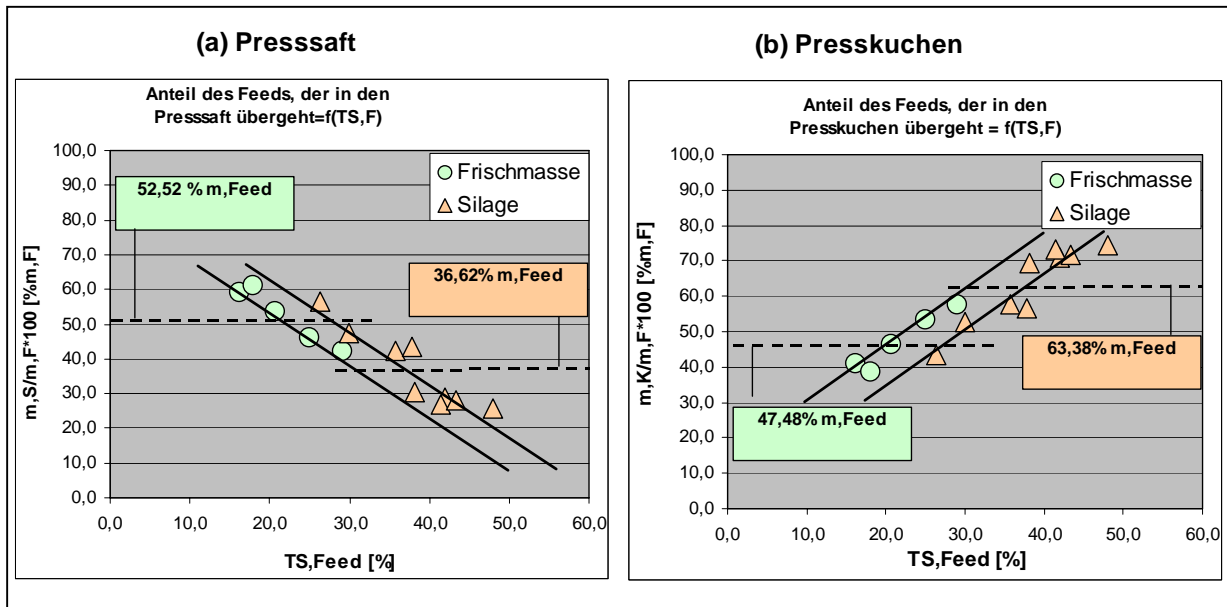 (a) Presssaft
Anteil des Feeds, der in den
Presssaft übergeht=f(TS,F)
100,0
90,0
80,0
70,0
60,0
50,0
40,0
30,0
20,0
10,0
0,0
m,S/m,F*100 [%m,F]
52,52 % m,Feed
Frischmasse
Silage
36,62% m,Feed
0,0 10,0 20,0 30,0 40,0 50,0 60,0
TS,Feed [%]
(b) Presskuchen
Anteil des Feeds, der in den
Presskuchen übergeht = f(TS,F)
100,0
90,0
80,0
70,0
60,0
50,0
40,0
30,0
20,0
10,0
0,0
m,K/m,F*100 [%m,F]
Frischmasse
Silage
63,38% m,Feed
47,48% m,Feed
0,0 10,0 20,0 30,0 40,0 50,0 60,0
TS,Feed [%]